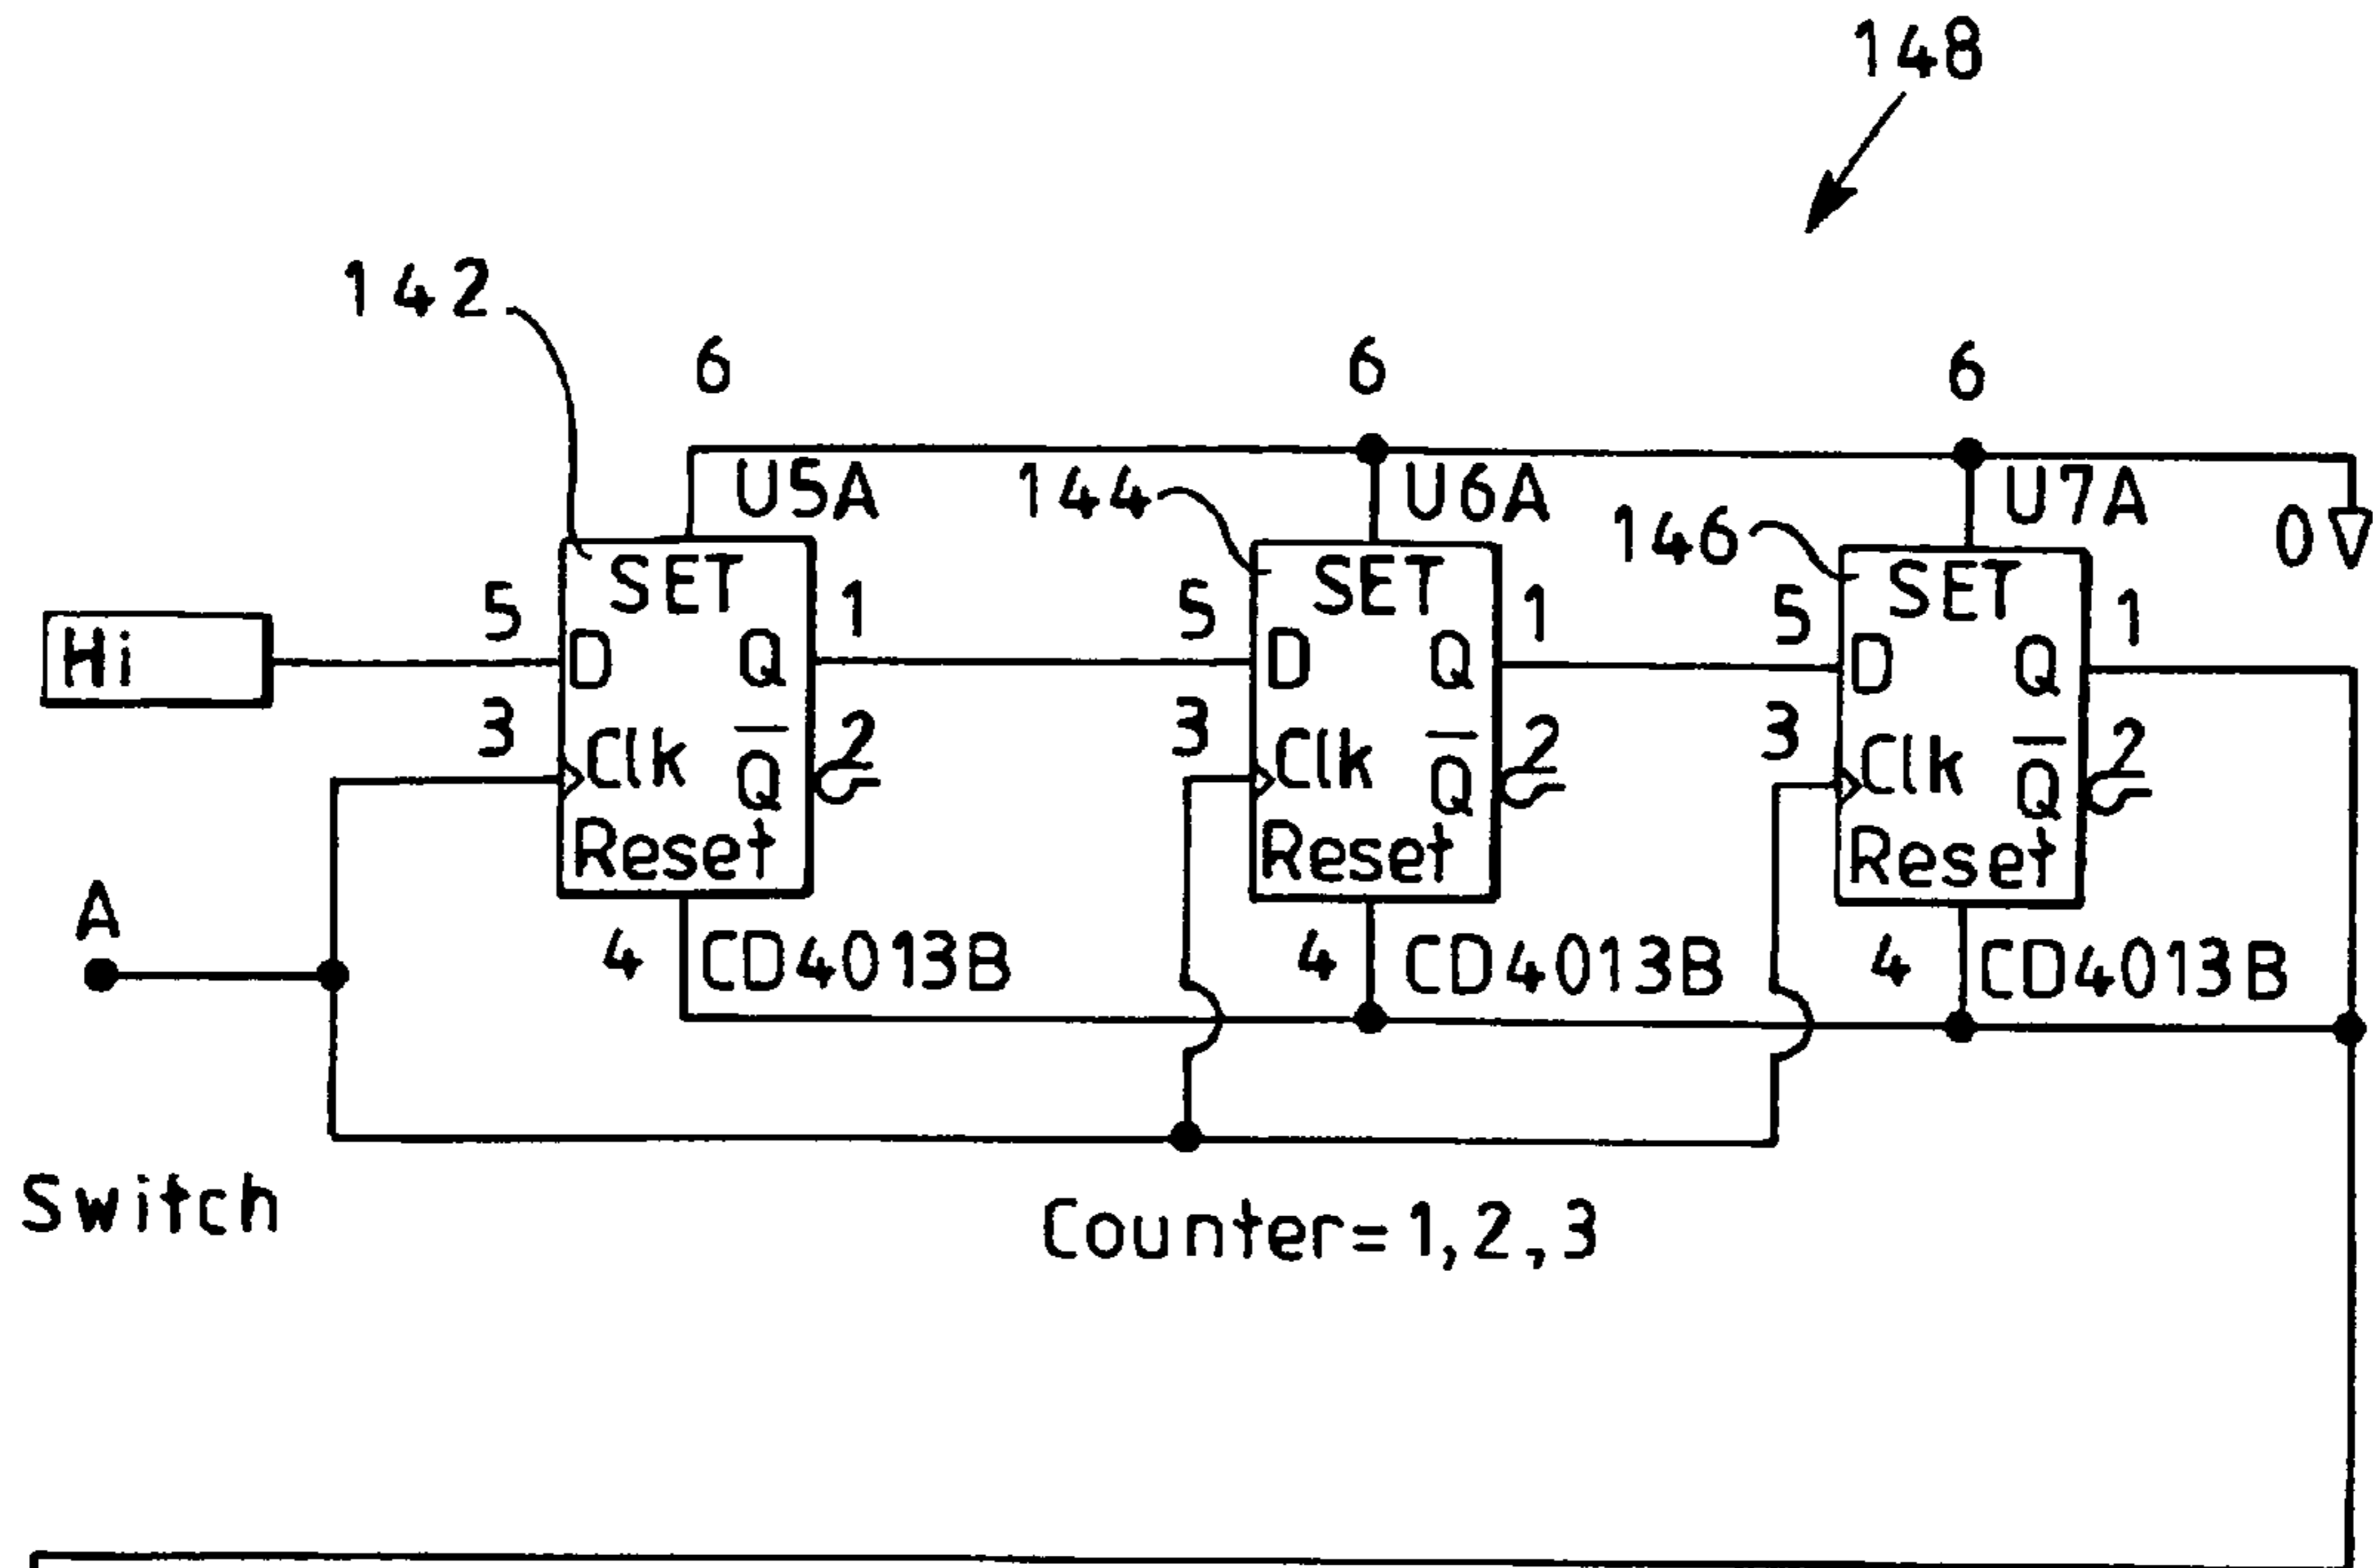 148
142
6
6
6
U5A
144
U6A
146
U7A
0V
Hi
5
SET
1
D
Q
3
Clk
Q̅
2
Reset
5
SET
1
D
Q
3
Clk
Q̅
2
Reset
5
SET
1
D
Q
3
Clk
Q̅
2
Reset
A
4
CD4013B
4
CD4013B
4
CD4013B
Switch
Counter=1,2,3